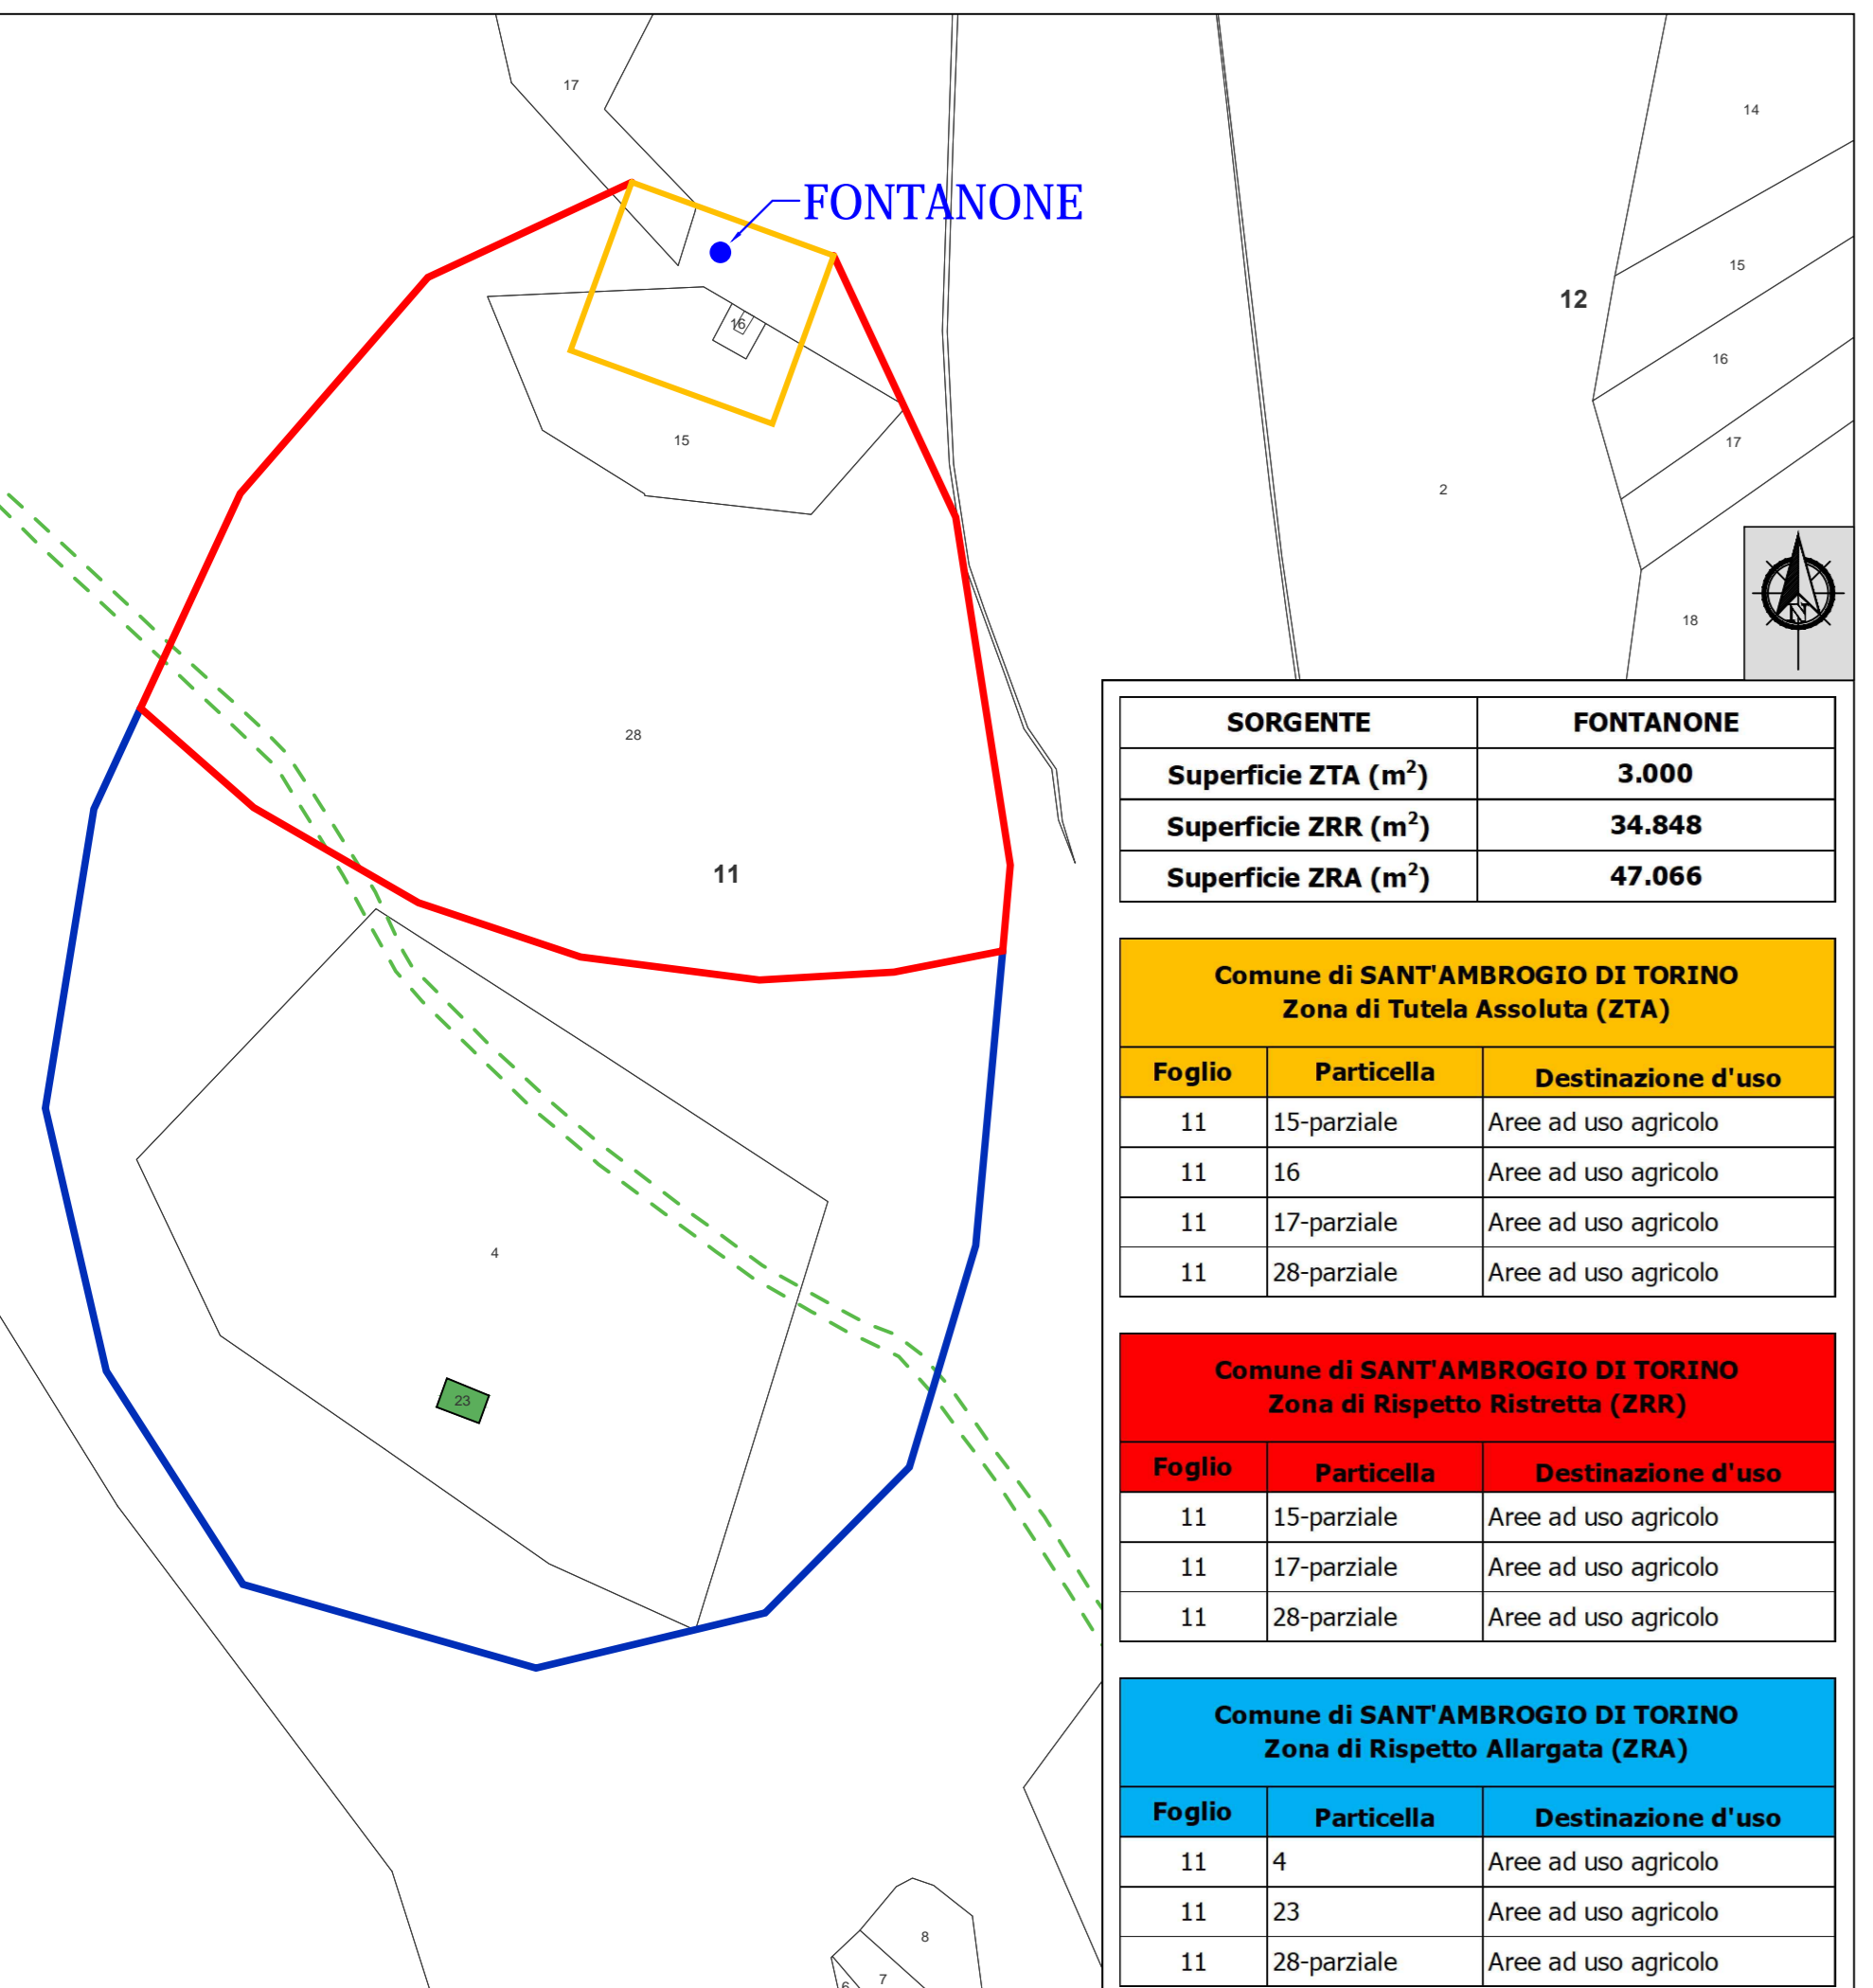 17
14
FONTANONE
15
12
16
16
15
17
2
18
28
11
4
23
8
7
6
N
SORGENTE FONTANONE
Superficie ZTA (m²) 3.000
Superficie ZRR (m²) 34.848
Superficie ZRA (m²) 47.066
Comune di SANT'AMBROGIO DI TORINO
Zona di Tutela Assoluta (ZTA)
Foglio Particella Destinazione d'uso
11 15-parziale Aree ad uso agricolo
11 16 Aree ad uso agricolo
11 17-parziale Aree ad uso agricolo
11 28-parziale Aree ad uso agricolo
Comune di SANT'AMBROGIO DI TORINO
Zona di Rispetto Ristretta (ZRR)
Foglio Particella Destinazione d'uso
11 15-parziale Aree ad uso agricolo
11 17-parziale Aree ad uso agricolo
11 28-parziale Aree ad uso agricolo
Comune di SANT'AMBROGIO DI TORINO
Zona di Rispetto Allargata (ZRA)
Foglio Particella Destinazione d'uso
11 4 Aree ad uso agricolo
11 23 Aree ad uso agricolo
11 28-parziale Aree ad uso agricolo